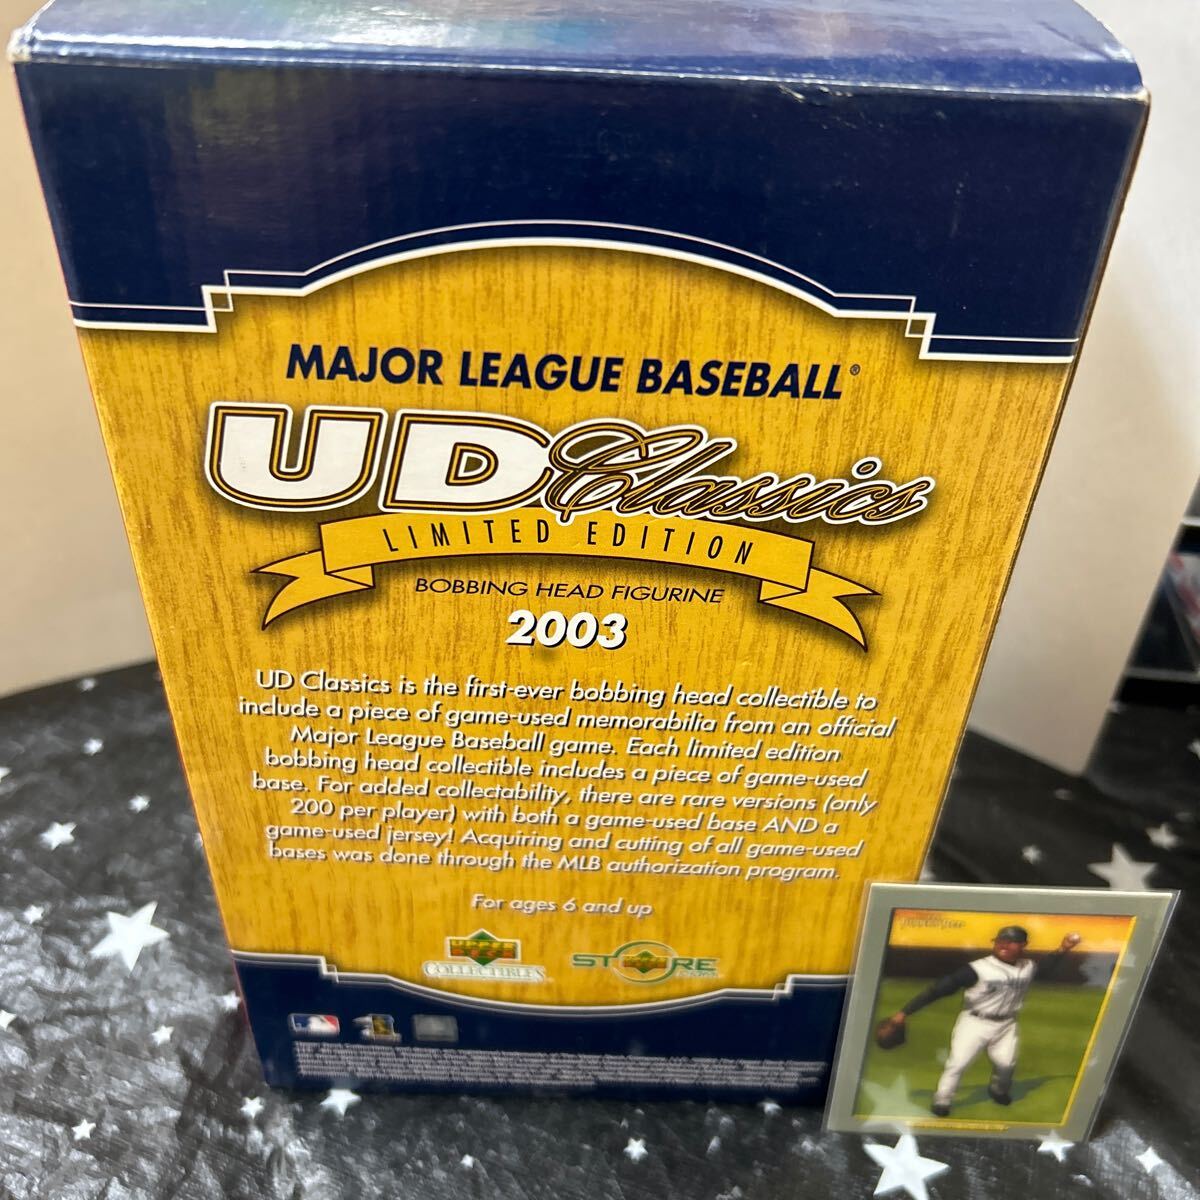 MAJOR LEAGUE BASEBALL®
UD Classics
LIMITED EDITION
BOBBING HEAD FIGURINE
2003
UD Classics is the first-ever bobbing head collectible to
include a piece of game-used memorabilia from an official
Major League Baseball game. Each limited edition
bobbing head collectible includes a piece of game-used
base. For added collectability, there are rare versions (only
200 per player) with both a game-used base AND a
game-used jersey! Acquiring and cutting of all game-used
bases was done through the MLB authorization program.
For ages 6 and up
UPPER DECK
COLLECTIBLES
STORE